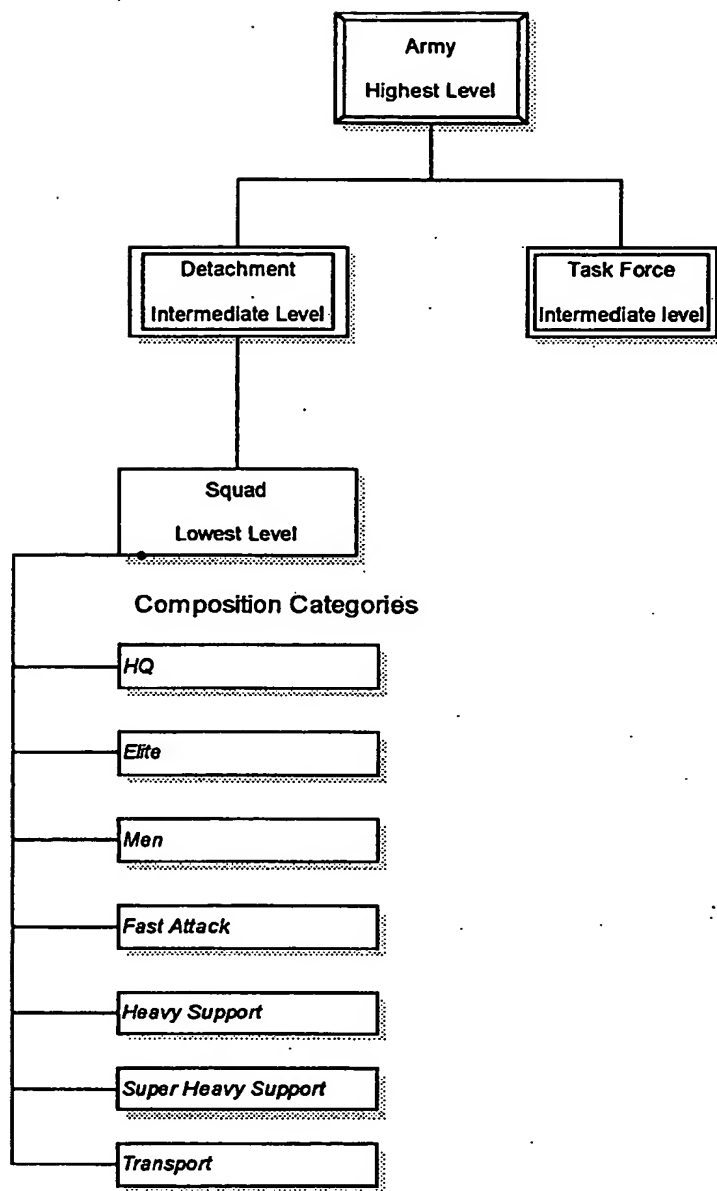 Army
Highest Level
Detachment
Intermediate Level
Task Force
Intermediate level
Squad
Lowest Level
Composition Categories
HQ
Elite
Men
Fast Attack
Heavy Support
Super Heavy Support
Transport